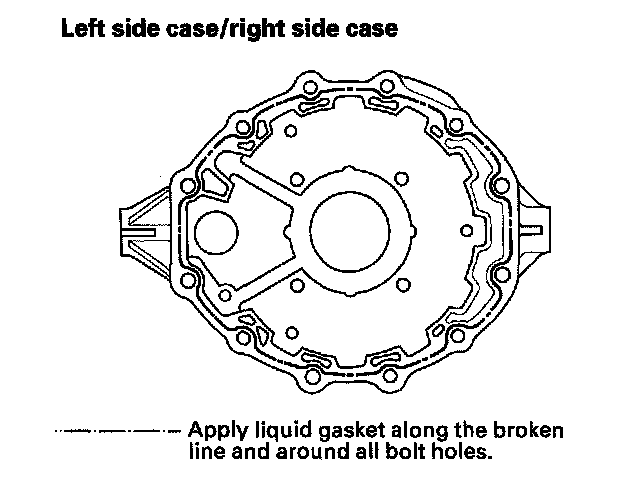 Left side case/right side case
Apply liquid gasket along the broken
line and around all bolt holes.